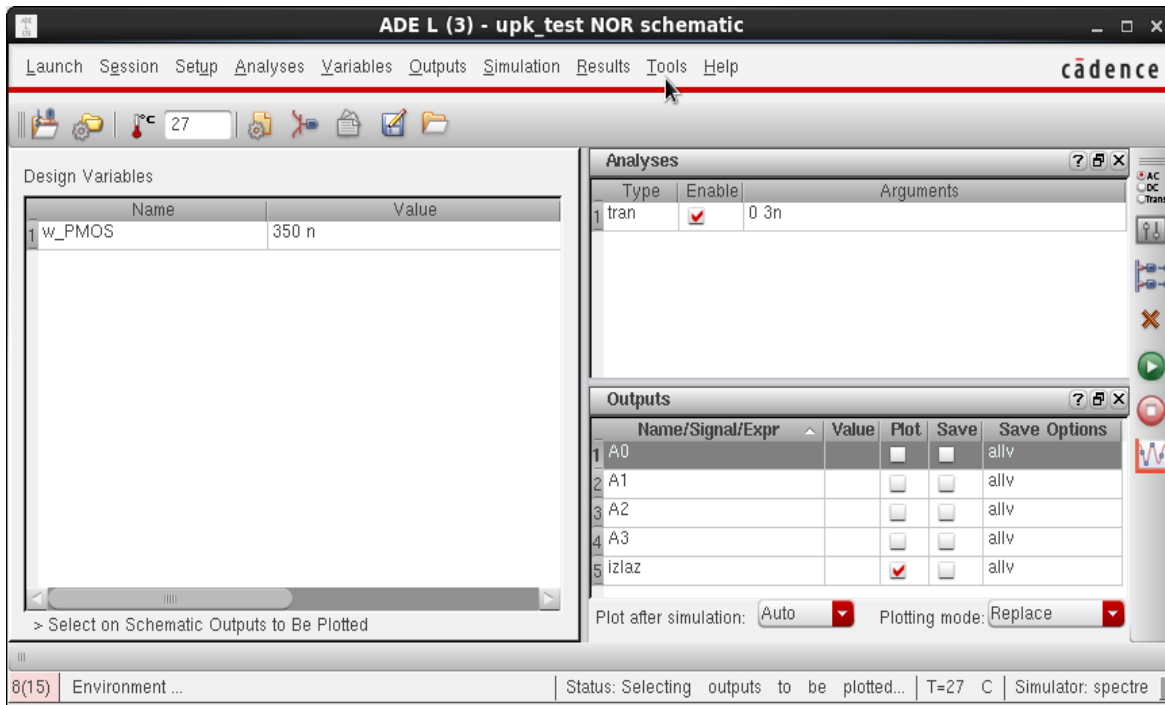 ADE L (3) - upk_test NOR schematic
Launch Session Setup Analyses Variables Outputs Simulation Results Tools Help
cādence
°C 27
Design Variables
Name Value
1 w_PMOS 350 n
> Select on Schematic Outputs to Be Plotted
Analyses
Type Enable Arguments
1 tran 0 3n
AC
DC
Trans
Outputs
Name/Signal/Expr Value Plot Save Save Options
1 A0 allv
2 A1 allv
3 A2 allv
4 A3 allv
5 izlaz allv
Plot after simulation: Auto Plotting mode: Replace
8(15) Environment ... Status: Selecting outputs to be plotted... T=27 C Simulator: spectre